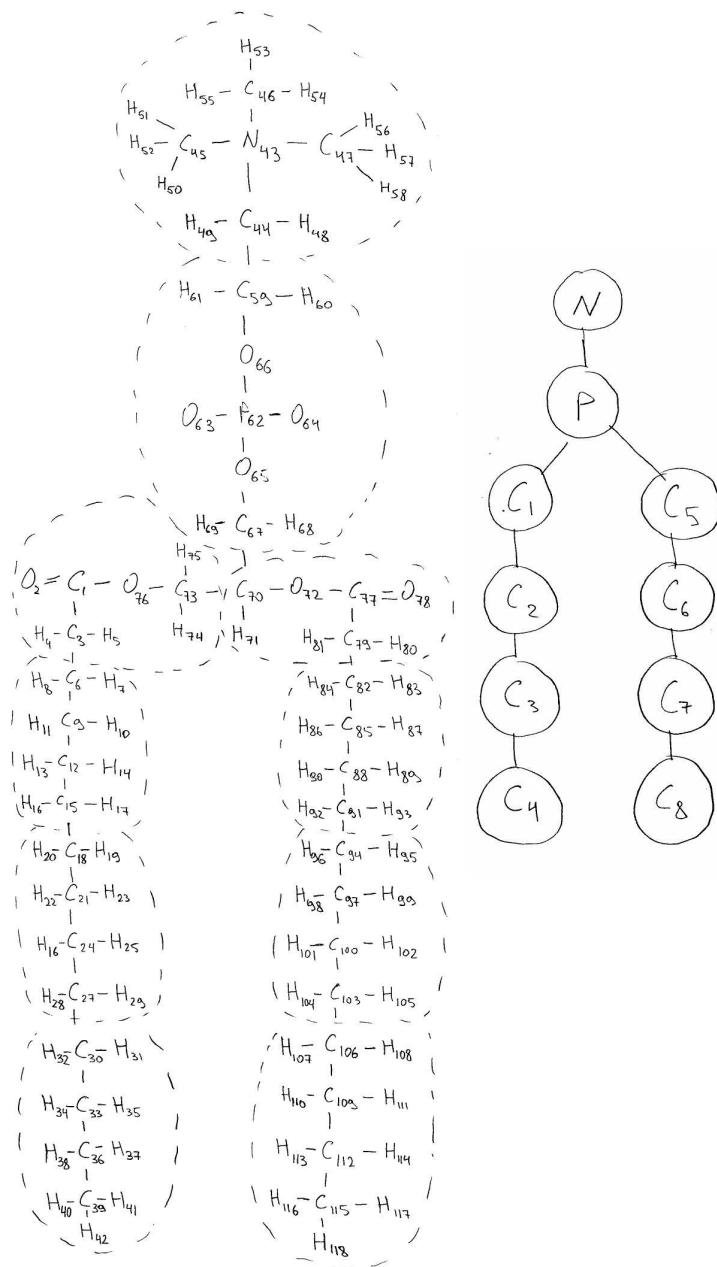 H53
H55 – C46 – H54
H51
H56
H52 – C45 – N43 – C47 – H57
H50
H58
H49 – C44 – H48
H61 – C59 – H60
O66
O63 – P62 – O64
O65
H69 – C67 – H68
H75
O2 = C1 – O76 – C73 – C70 – O72 – C77 = O78
H74
H71
H4 – C3 – H5
H81 – C79 – H80
H8 – C6 – H7
H84 – C82 – H83
H11 C9 – H10
H86 – C85 – H87
H13 – C12 – H14
H90 – C88 – H89
H16 – C15 – H17
H92 – C91 – H93
H20 – C18 – H19
H96 – C94 – H95
H22 – C21 – H23
H98 – C97 – H99
H16 – C24 – H25
H101 – C100 – H102
H28 – C27 – H29
H104 – C103 – H105
H32 – C30 – H31
H107 – C106 – H108
H34 – C33 – H35
H110 – C109 – H111
H38 – C36 – H37
H113 – C112 – H114
H40 – C39 – H41
H116 – C115 – H117
H42
H118
N
P
C1
C5
C2
C6
C3
C7
C4
C8